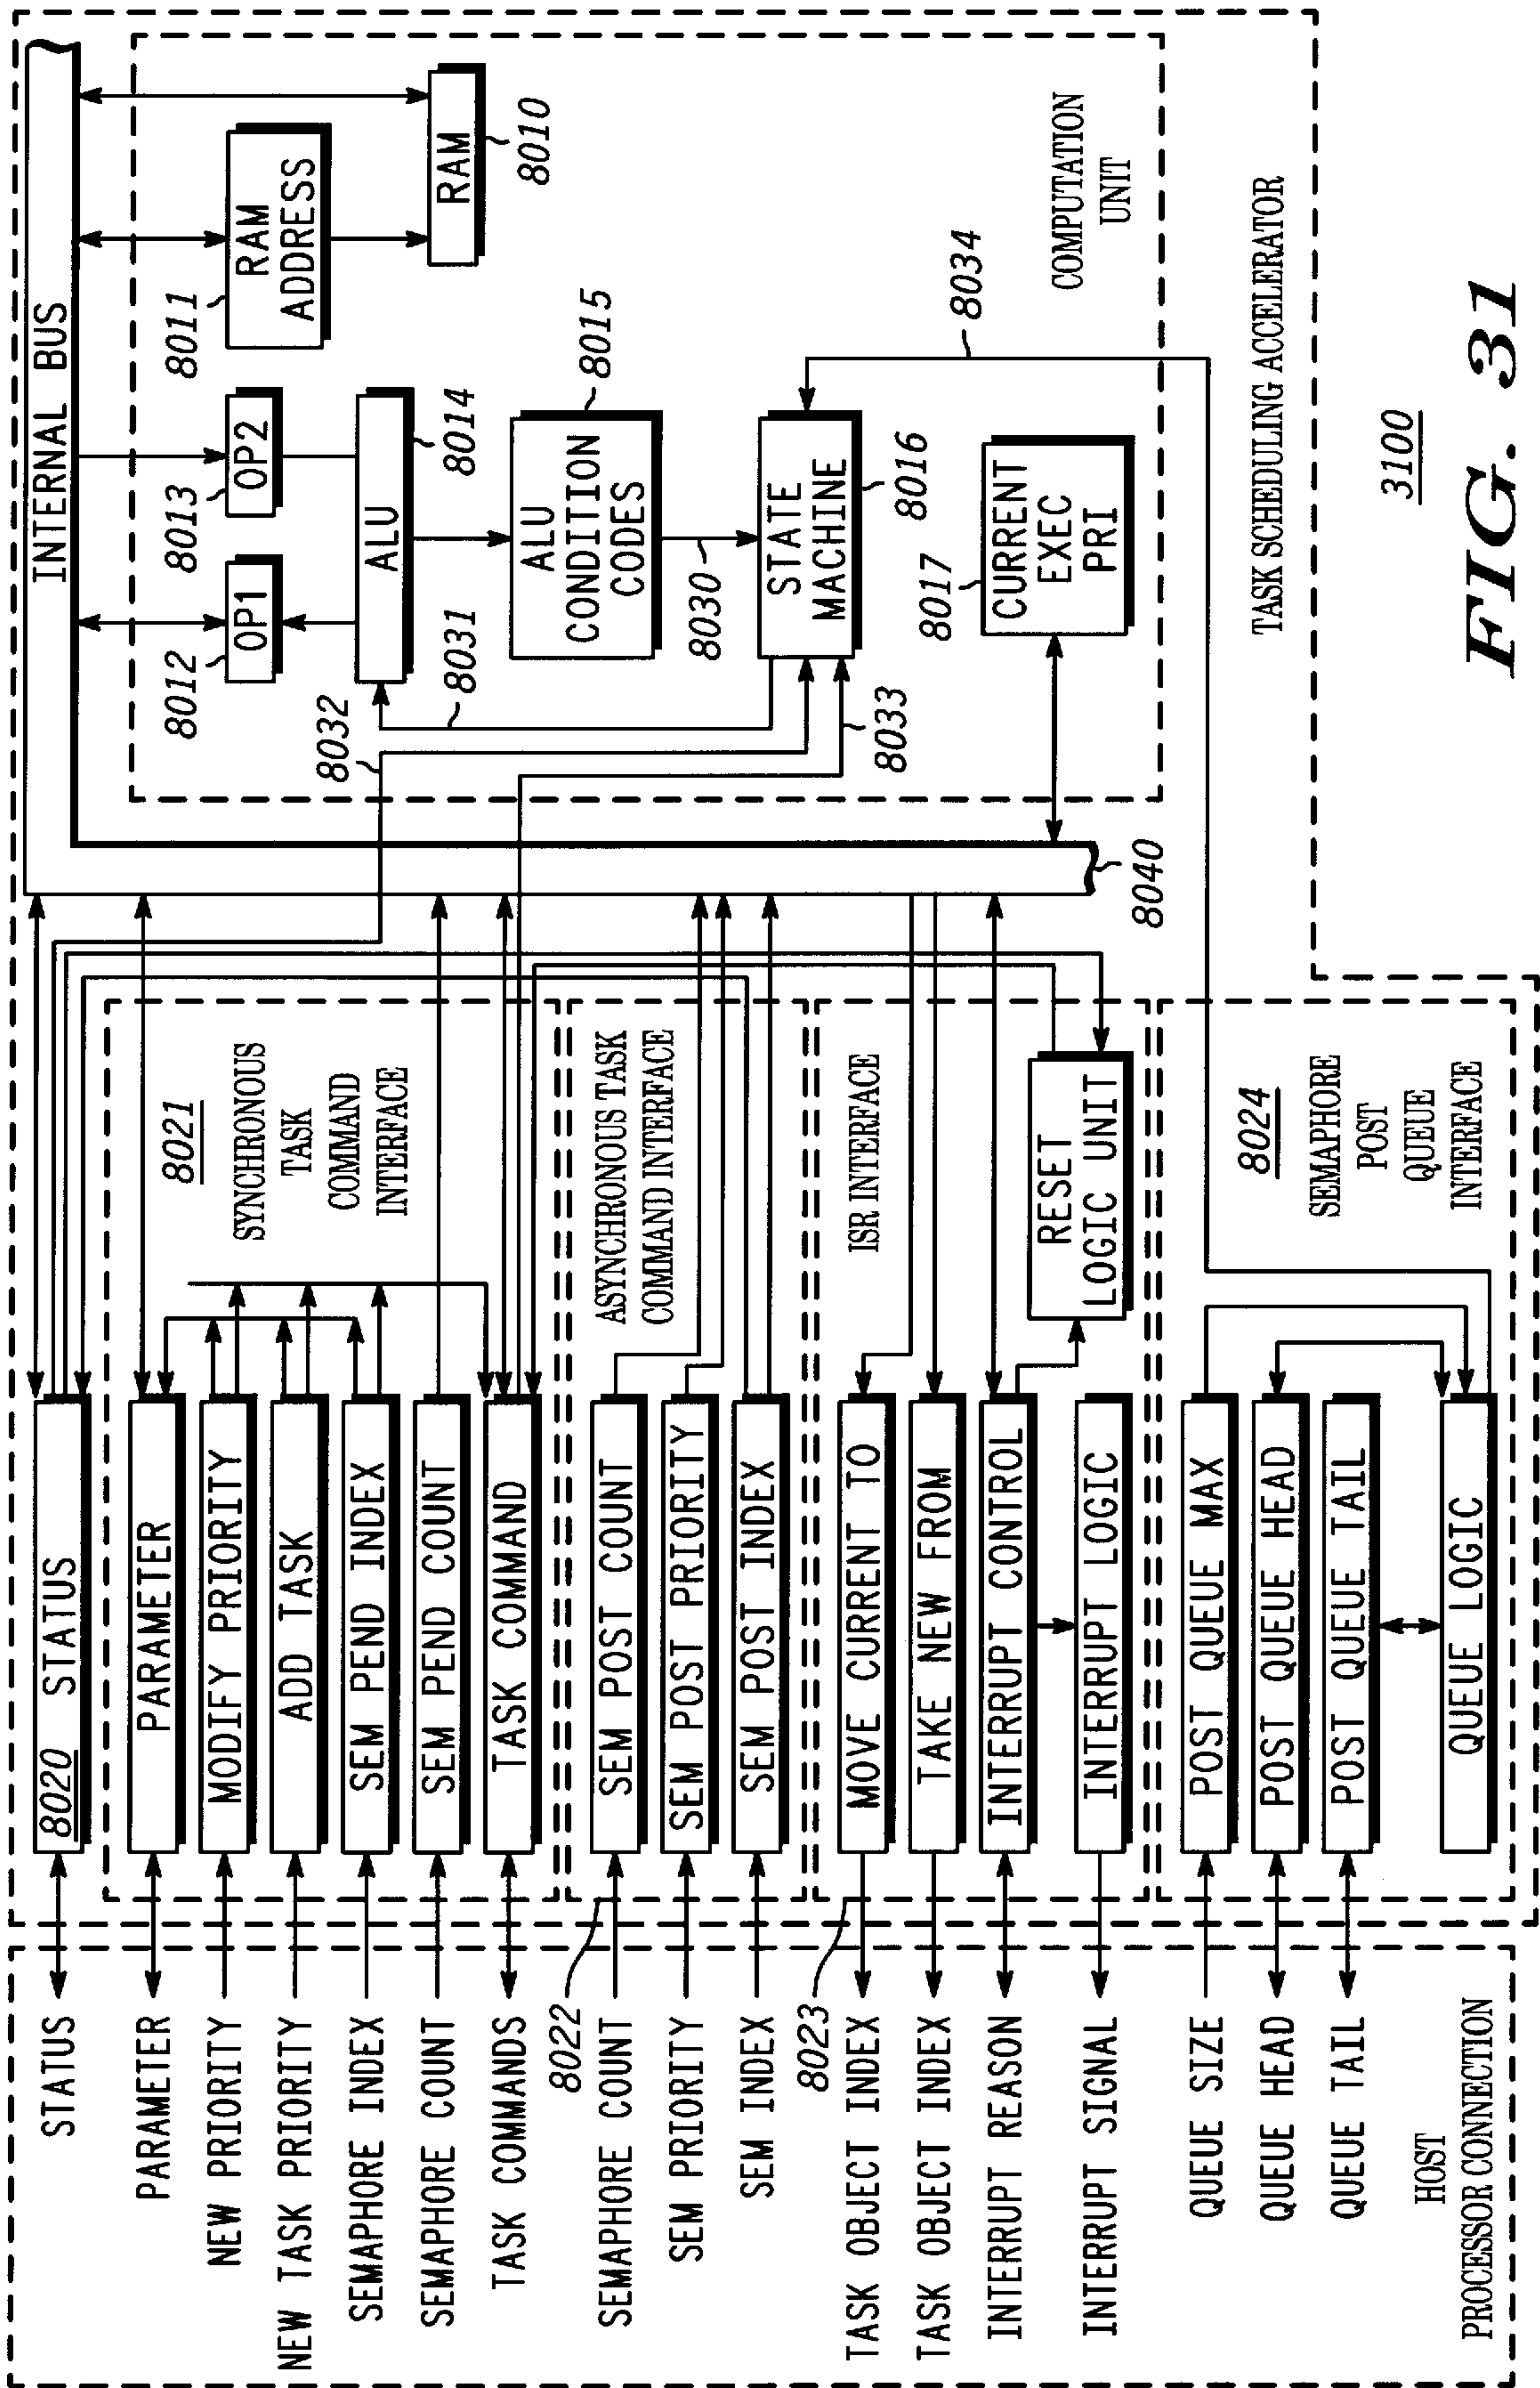 STATUS
PARAMETER
NEW PRIORITY
NEW TASK PRIORITY
SEMAPHORE INDEX
SEMAPHORE COUNT
TASK COMMANDS
8022
SEMAPHORE COUNT
SEM PRIORITY
SEM INDEX
8023
TASK OBJECT INDEX
TASK OBJECT INDEX
INTERRUPT REASON
INTERRUPT SIGNAL
QUEUE SIZE
QUEUE HEAD
QUEUE TAIL
HOST
PROCESSOR CONNECTION
8020 STATUS
PARAMETER
MODIFY PRIORITY
ADD TASK
SEM PEND INDEX
SEM PEND COUNT
TASK COMMAND
8021
SYNCHRONOUS
TASK
COMMAND
INTERFACE
SEM POST COUNT
SEM POST PRIORITY
SEM POST INDEX
ASYNCHRONOUS TASK
COMMAND INTERFACE
MOVE CURRENT TO
TAKE NEW FROM
INTERRUPT CONTROL
INTERRUPT LOGIC
ISR INTERFACE
RESET
LOGIC UNIT
POST QUEUE MAX
POST QUEUE HEAD
POST QUEUE TAIL
QUEUE LOGIC
8024
SEMAPHORE
POST
QUEUE
INTERFACE
INTERNAL BUS
8040
8012
OP1
8013
OP2
8011
RAM
ADDRESS
RAM
8010
8032
ALU
8014
8031
ALU
CONDITION
CODES
8015
8030
STATE
MACHINE
8016
8033
8034
8017
CURRENT
EXEC
PRI
COMPUTATION
UNIT
TASK SCHEDULING ACCELERATOR
3100
FIG. 31